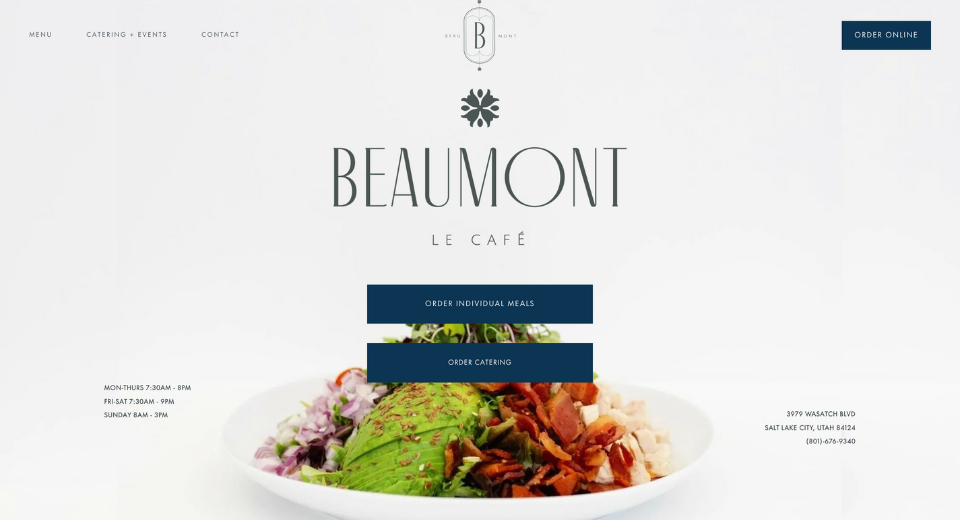 MENU
CATERING + EVENTS
CONTACT
BEAU B MONT
ORDER ONLINE
BEAUMONT
LE CAFÉ
ORDER INDIVIDUAL MEALS
ORDER CATERING
MON-THURS 7:30AM - 8PM
FRI-SAT 7:30AM - 9PM
SUNDAY 8AM - 3PM
3979 WASATCH BLVD
SALT LAKE CITY, UTAH 84124
(801)-676-9340